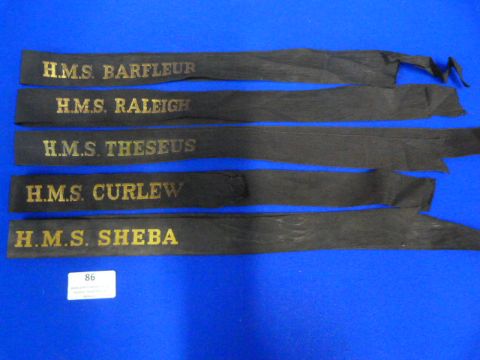 H.M.S. BARFLEUR
H.M.S. RALEIGH
H.M.S. THESEUS
H.M.S. CURLEW
H.M.S. SHEBA
86